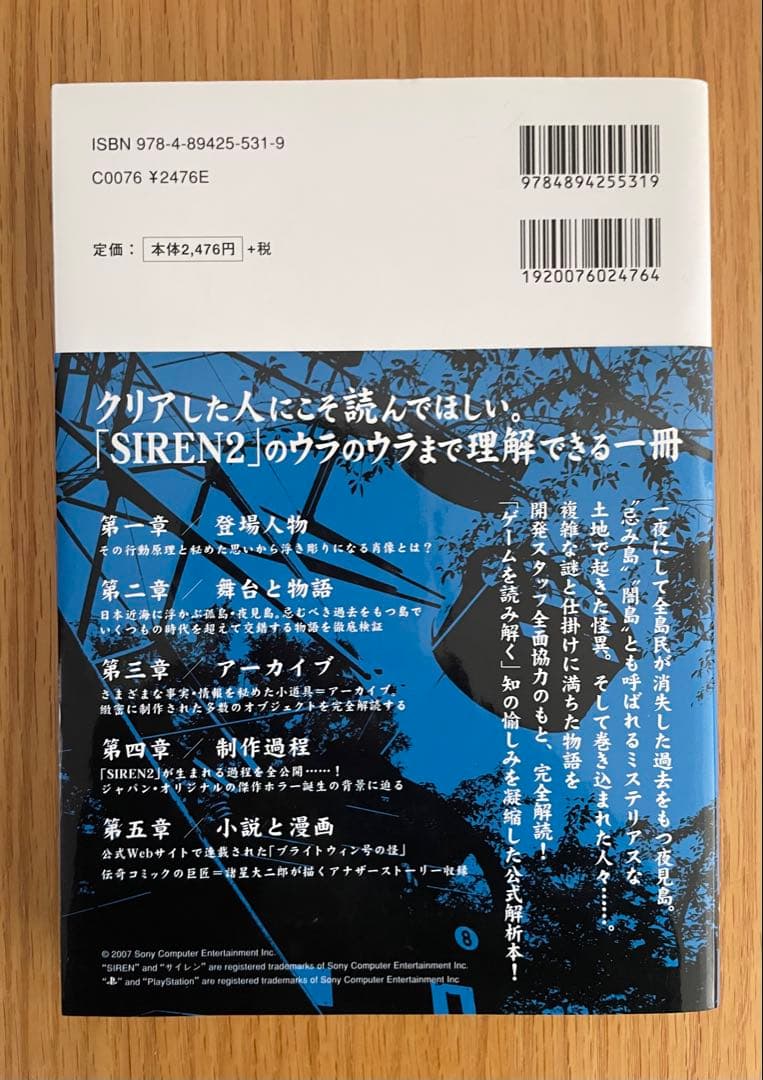 ISBN 978-4-89425-531-9
C0076 ¥2476E
9784894255319
定価： 本体2,476円 +税
1920076024764
クリアした人にこそ読んでほしい。
「SIREN2」のウラのウラまで理解できる一冊
第一章 ／ 登場人物
その行動原理と秘めた思いから浮き彫りになる肖像とは？
第二章 ／ 舞台と物語
日本近海に浮かぶ孤島・夜見島。忌むべき過去をもつ島で
いくつもの時代を超えて交錯する物語を徹底検証
第三章 ／ アーカイブ
さまざまな事実・情報を秘めた小道具＝アーカイブ。
緻密に制作された多数のオブジェクトを完全解読する
第四章 ／ 制作過程
「SIREN2」が生まれる過程を全公開……！
ジャパン・オリジナルの傑作ホラー誕生の背景に迫る
第五章 ／ 小説と漫画
公式Webサイトで連載された「ブライトウィン号の怪」
伝奇コミックの巨匠＝諸星大二郎が描くアナザーストーリー収録
一夜にして全島民が消失した過去をもつ夜見島。
〝忌み島〟〝闇島〟とも呼ばれるミステリアスな
土地で起きた怪異。そして巻き込まれた人々……。
複雑な謎と仕掛けに満ちた物語を
開発スタッフ全面協力のもと、完全解読！
「ゲームを読み解く」知の愉しみを凝縮した公式解析本！
8
© 2007 Sony Computer Entertainment Inc.
"SIREN" and "サイレン" are registered trademarks of Sony Computer Entertainment Inc.
" " and "PlayStation" are registered trademarks of Sony Computer Entertainment Inc